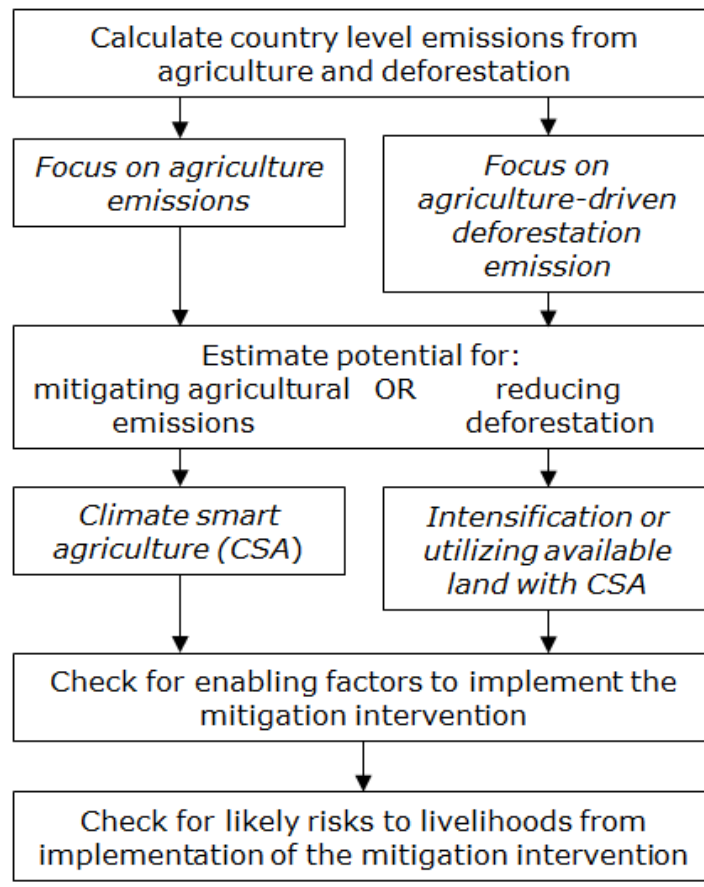 Calculate country level emissions from
agriculture and deforestation
Focus on agriculture
emissions
Focus on
agriculture-driven
deforestation
emission
Estimate potential for:
mitigating agricultural OR reducing
emissions deforestation
Climate smart
agriculture (CSA)
Intensification or
utilizing available
land with CSA
Check for enabling factors to implement the
mitigation intervention
Check for likely risks to livelihoods from
implementation of the mitigation intervention